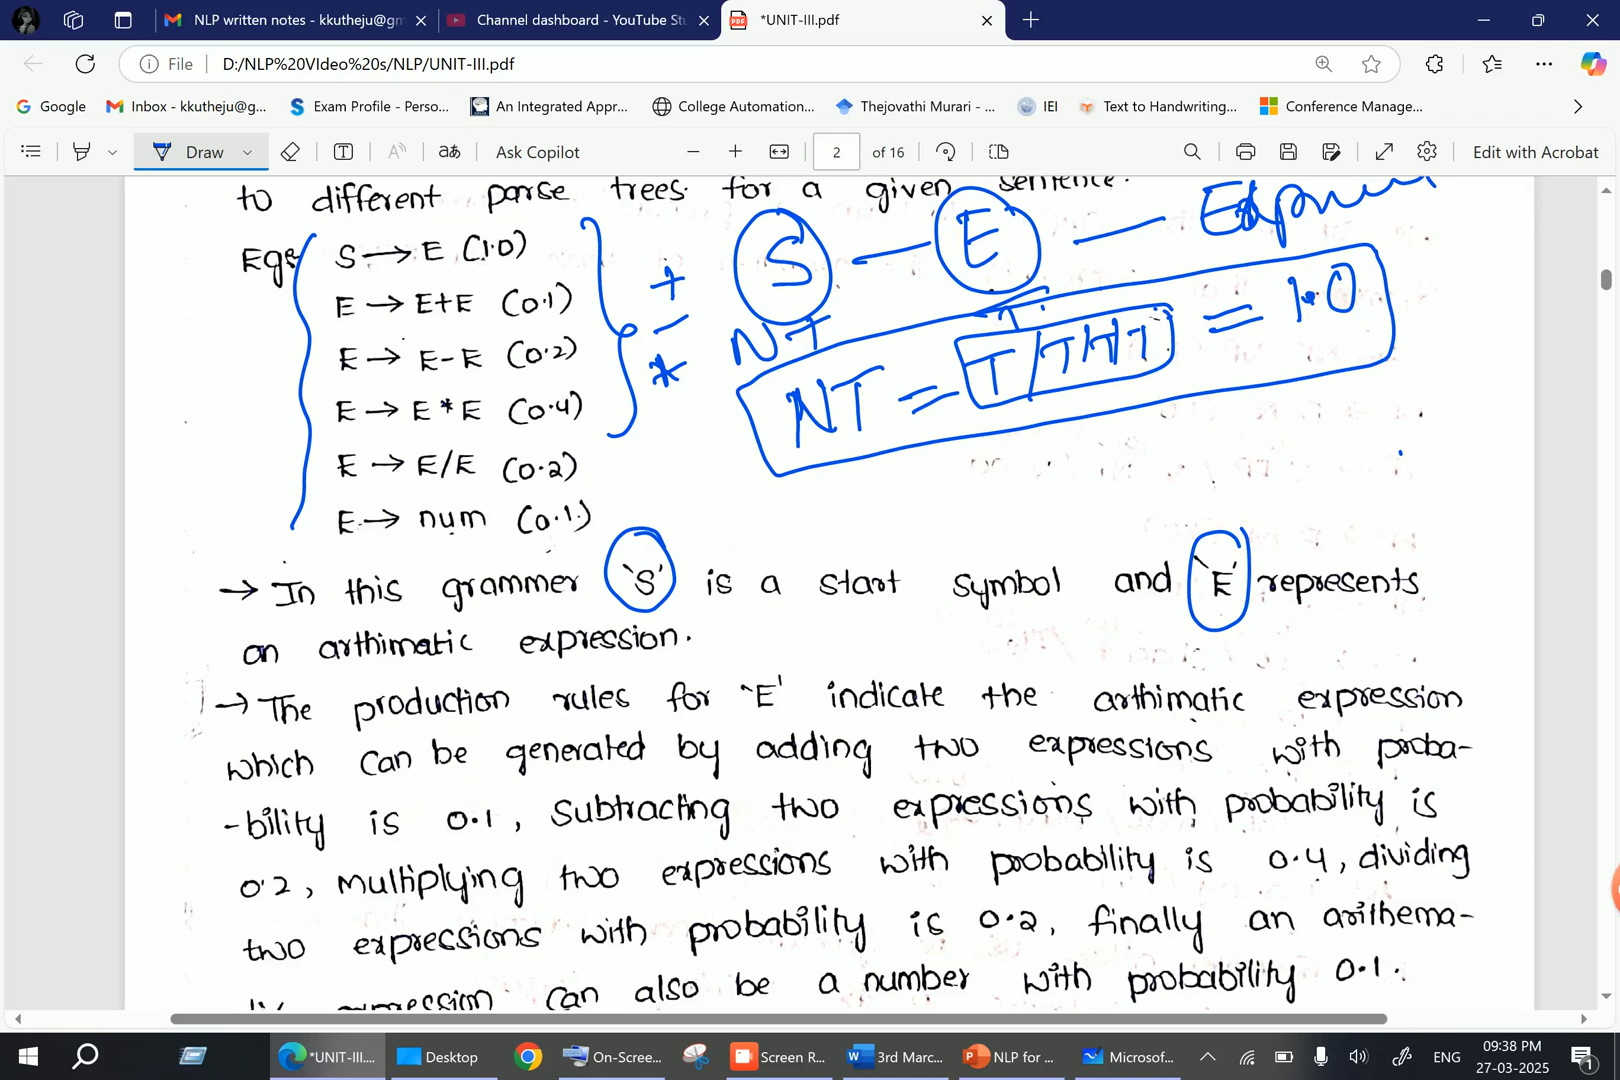 NLP written notes - kkutheju@gm
Channel dashboard - YouTube Stu
*UNIT-III.pdf
File
D:/NLP%20VIdeo%20s/NLP/UNIT-III.pdf
Google
Inbox - kkutheju@g...
Exam Profile - Perso...
An Integrated Appr...
College Automation...
Thejovathi Murari - ...
IEI
Text to Handwriting...
Conference Manage...
Draw
Ask Copilot
2
of 16
Edit with Acrobat
to different parse trees for a given sentence.
Egs
S → E (1.0)
E → E+E (0.1)
E → E-E (0.2)
E → E*E (0.4)
E → E/E (0.2)
E → num (0.1)
+
-
*
S — E —
NT
NT = T/T/T/T = 1.0
→ In this grammer 'S' is a start symbol and 'E' represents
an arthimatic expression.
→ The production rules for 'E' indicate the arthimatic expression
which can be generated by adding two expressions with proba-
-bility is 0.1, subtracting two expressions with probability is
0.2, multiplying two expressions with probability is 0.4, dividing
two expressions with probability is 0.2, finally an arithema-
expression can also be a number with probability 0.1.
*UNIT-III....
Desktop
On-Scree...
Screen R...
3rd Marc...
NLP for ...
Microsof...
ENG
09:38 PM
27-03-2025
1